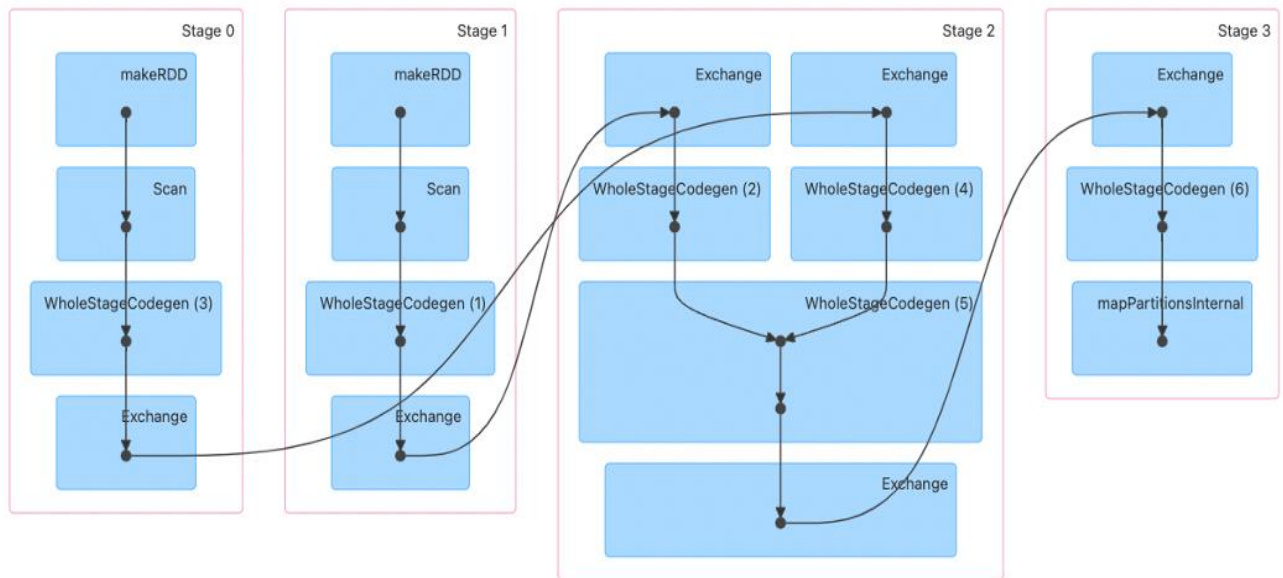 Stage 0
makeRDD
Scan
WholeStageCodegen (3)
Exchange
Stage 1
makeRDD
Scan
WholeStageCodegen (1)
Exchange
Stage 2
Exchange
Exchange
WholeStageCodegen (2)
WholeStageCodegen (4)
WholeStageCodegen (5)
Exchange
Stage 3
Exchange
WholeStageCodegen (6)
mapPartitionsInternal